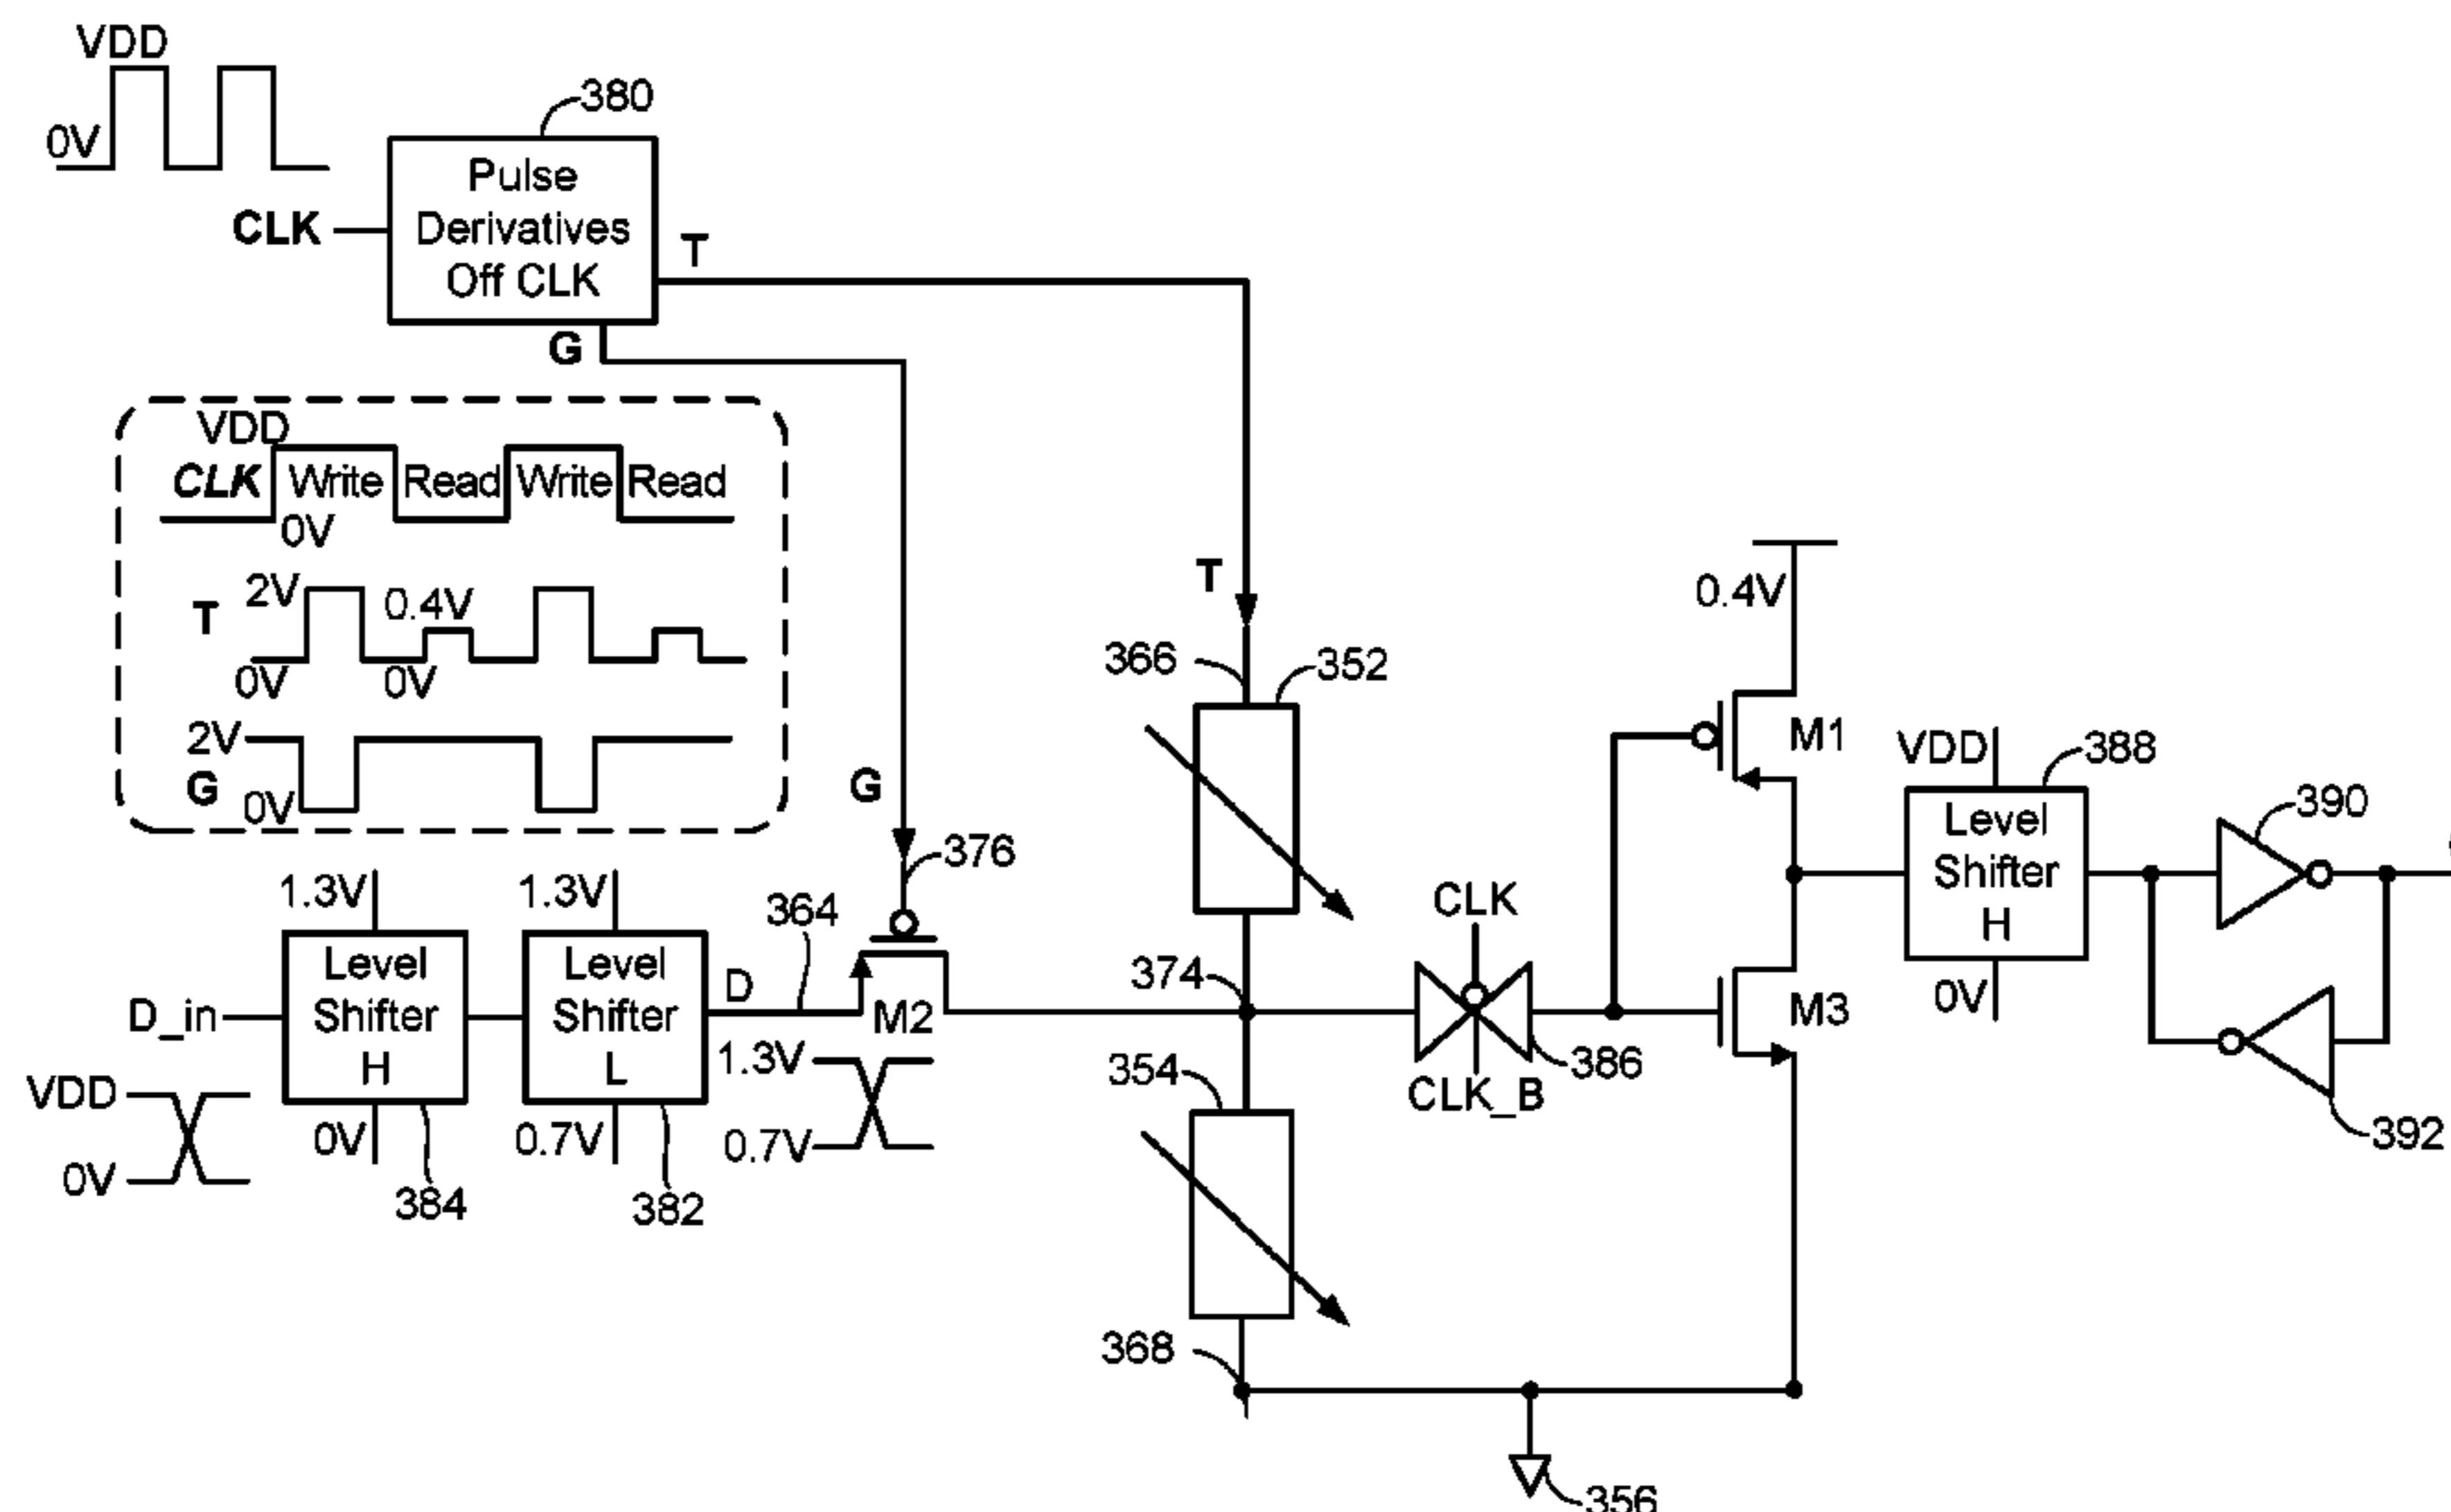 VDD
0V
CLK
380
Pulse
Derivatives
Off CLK
T
G
VDD
CLK Write Read Write Read
0V
T 2V 0.4V
0V 0V
2V
G 0V
T
366
352
G
376
0.4V
M1
VDD
388
Level
Shifter
H
0V
390
392
1.3V
1.3V
D_in
Level
Shifter
H
Level
Shifter
L
D
364
M2
1.3V
0.7V
VDD
0V
0V
384
0.7V
382
374
354
CLK
CLK_B
386
M3
368
356